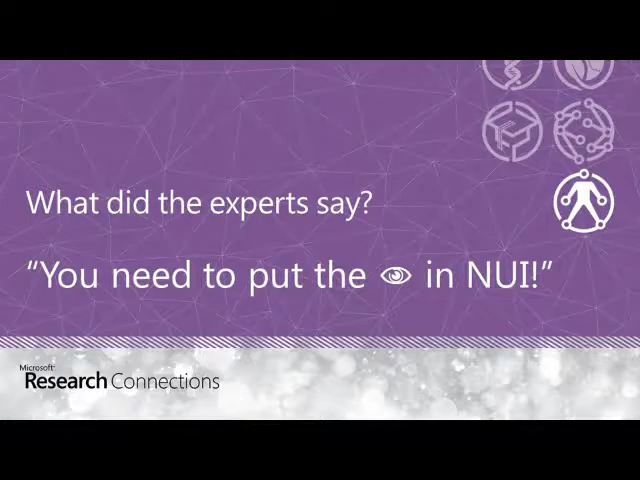 What did the experts say?
“You need to put the 👁 in NUI!”
Microsoft®
Research Connections